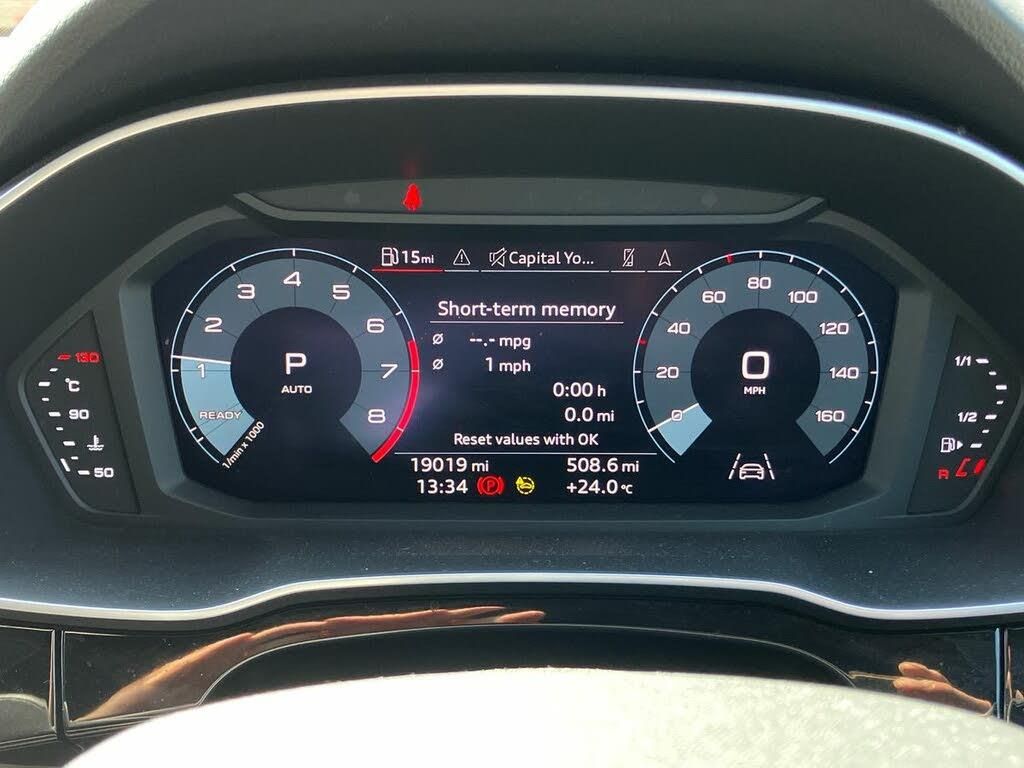 15mi
Capital Yo...
Short-term memory
Ø --.- mpg
Ø 1 mph
0:00 h
0.0 mi
Reset values with OK
19019 mi 508.6 mi
13:34 P +24.0°C
1 2 3 4 5 6 7 8
READY
1/min x 1000
P
AUTO
0 20 40 60 80 100 120 140 160
0
MPH
130
°C
90
50
1/1
1/2
R